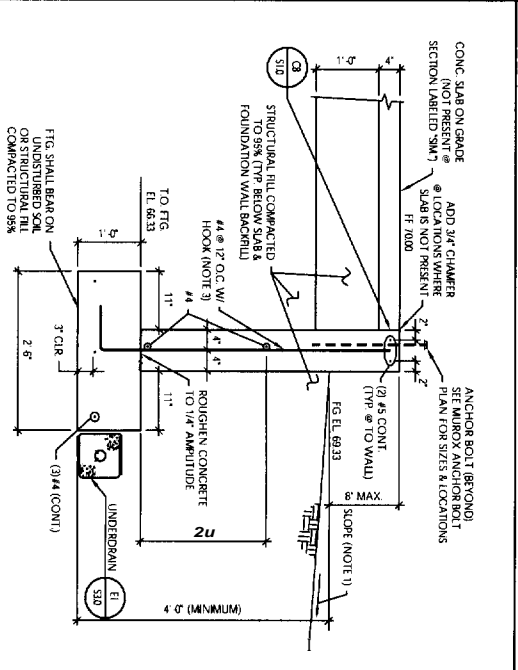 CONC. SLAB ON GRADE
(NOT PRESENT @
SECTION LABELED "SIM.")
1'-0"
4"
C8
S1.0
STRUCTURAL FILL COMPACTED
TO 95% (TYP. BELOW SLAB &
FOUNDATION WALL BACKFILL)
ADD 3/4" CHAMFER
@ LOCATIONS WHERE
SLAB IS NOT PRESENT
FF 70.00
2"
2"
ANCHOR BOLT (BEYOND)
SEE MUROX ANCHOR BOLT
PLAN FOR SIZES & LOCATIONS
(2) #5 CONT.
(TYP. @ TO WALL)
#4 @ 12" O.C. W/
HOOK (NOTE 3)
#4
4"
4"
FG EL. 69.33
8" MAX.
SLOPE (NOTE 1)
T.O. FTG.
EL. 66.33
1'-0"
11"
11"
ROUGHEN CONCRETE
TO 1/4" AMPLITUDE
2u
4'-0" (MINIMUM)
FTG. SHALL BEAR ON
UNDISTURBED SOIL
OR STRUCTURAL FILL
COMPACTED TO 95%
2'-6"
3" CLR
(3) #4 (CONT.)
UNDERDRAIN
E1
S3.0